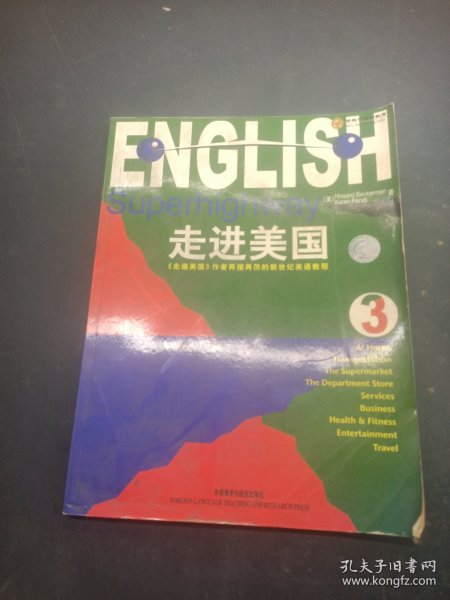 ENGLISH
Superhighway
[美] Howard Beckerman
Karen Peratt
著
走进美国
《走遍美国》作者再接再厉的新世纪英语教程
3
At Home
Transportation
The Supermarket
The Department Store
Services
Business
Health & Fitness
Entertainment
Travel
外语教学与研究出版社
FOREIGN LANGUAGE TEACHING AND RESEARCH PRESS
孔夫子旧书网
www.kongfz.com